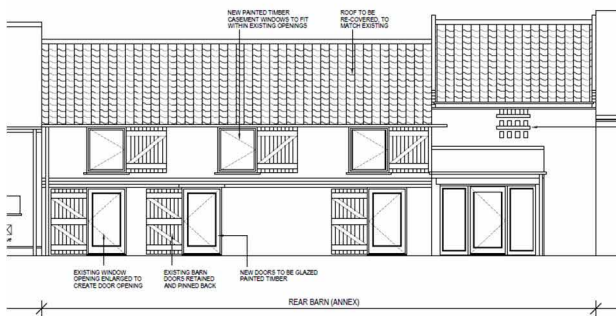 NEW PAINTED TIMBER
CASEMENT WINDOWS TO FIT
WITHIN EXISTING OPENINGS
ROOF TO BE
RE-COVERED, TO
MATCH EXISTING
EXISTING WINDOW
OPENING ENLARGED TO
CREATE DOOR OPENING
EXISTING BARN
DOORS RETAINED
AND PINNED BACK
NEW DOORS TO BE GLAZED
PAINTED TIMBER
REAR BARN (ANNEX)